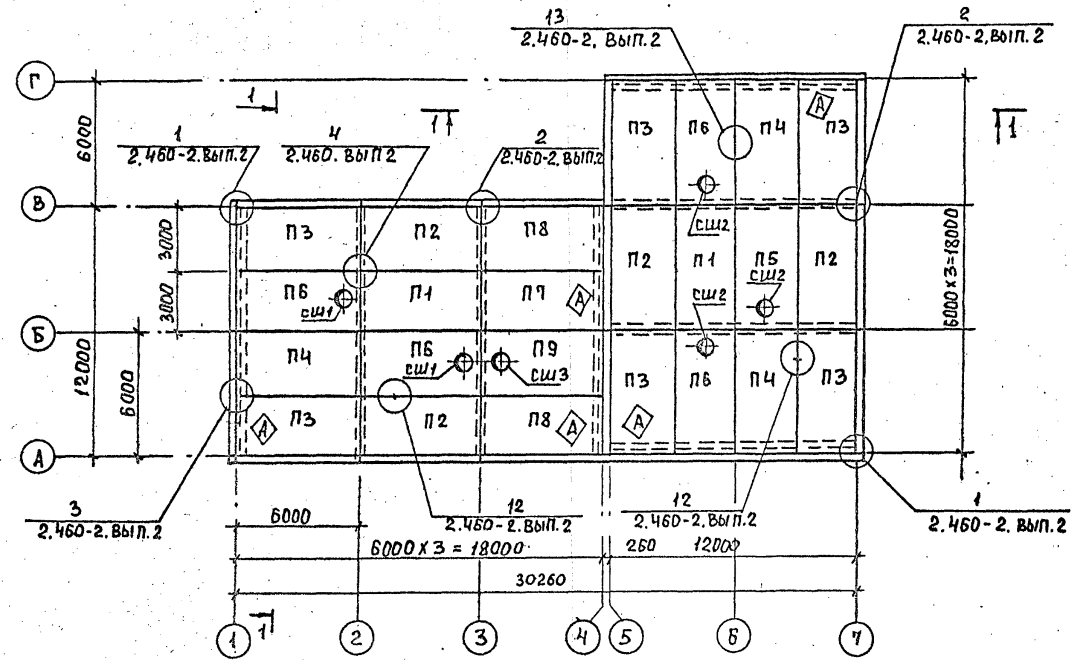 13
2.460-2, ВЫП.2
2
2.460-2.ВЫП.2
Г
1
1
1
6000
1
2.460-2.ВЫП.2
4
2.460. ВЫП 2
2
2.460-2.ВЫП.2
П3
П6
П4
П3
А
В
СШ2
3000
П3
П2
П8
П2
П1
П5
П2
СШ2
6000х3=18000
3000
П6
СШ1
П1
П7
А
СШ2
Б
12000
6000
П4
П6
СШ1
П9
СШ3
П3
П6
П4
П3
А
П3
А
П2
П8
А
А
3
2.460-2.ВЫП.2
6000
12
2.460-2.ВЫП.2
12
2.460-2.ВЫП.2
1
2.460-2.ВЫП.2
6000 х 3 = 18000
260
12000
30260
1
1
2
3
4
5
6
7